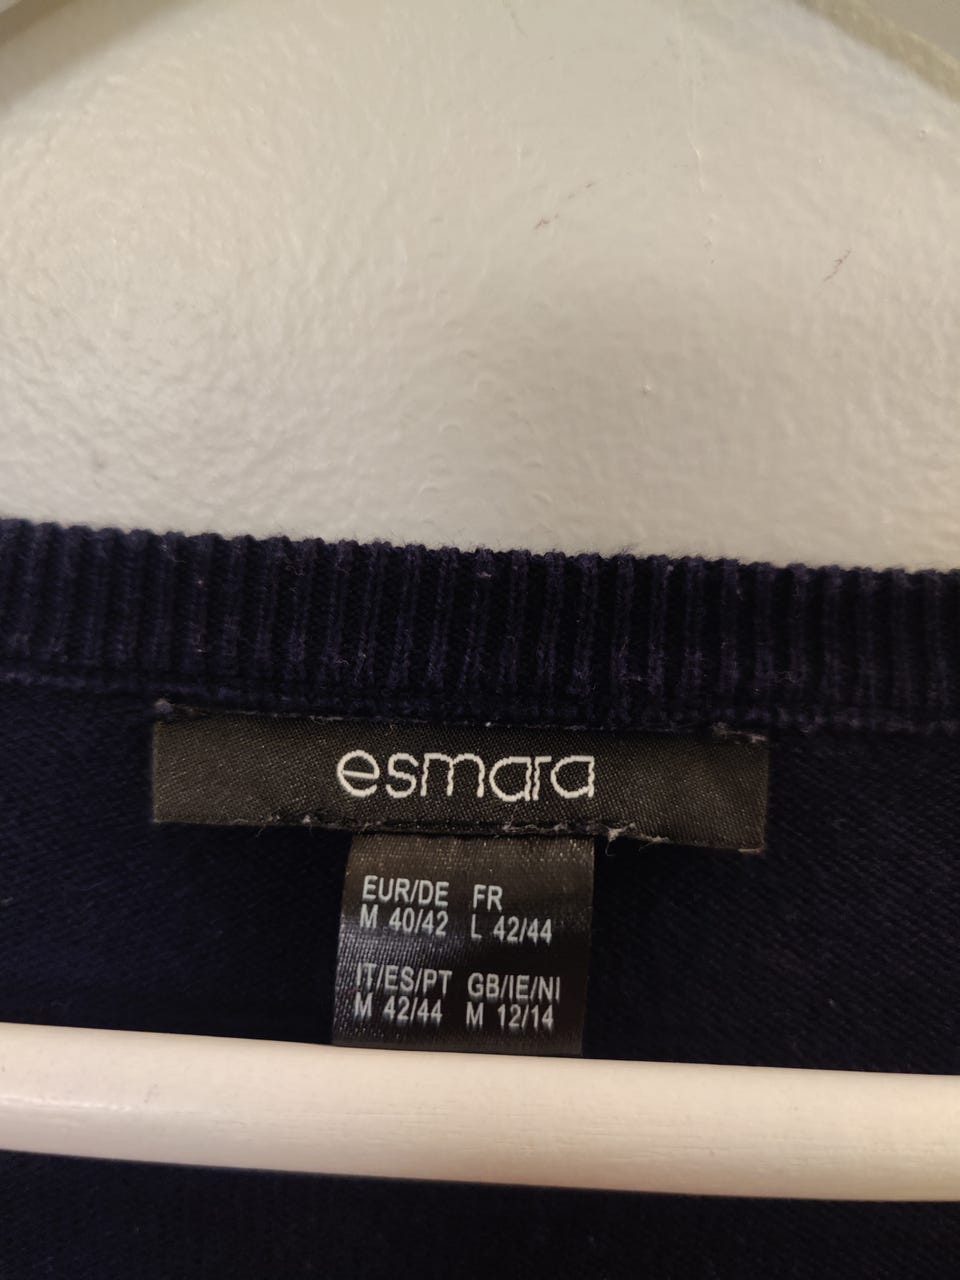 esmara
EUR/DE FR
M 40/42 L 42/44
IT/ES/PT GB/IE/NI
M 42/44 M 12/14